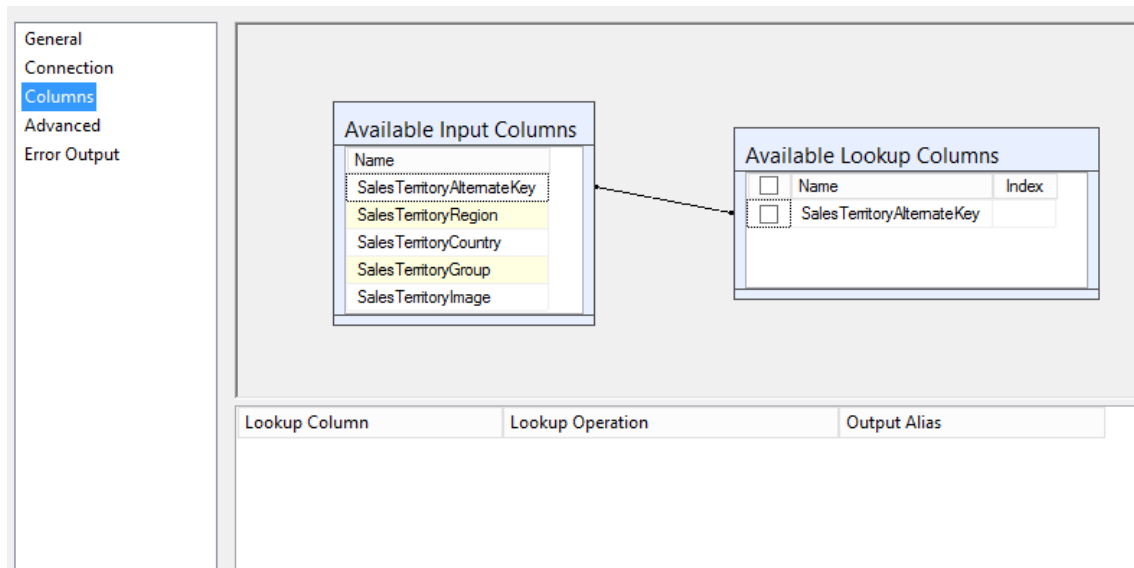 General
Connection
Columns
Advanced
Error Output
Available Input Columns
Name
SalesTerritoryAlternateKey
SalesTerritoryRegion
SalesTerritoryCountry
SalesTerritoryGroup
SalesTerritoryImage
Available Lookup Columns
Name Index
SalesTerritoryAlternateKey
Lookup Column Lookup Operation Output Alias